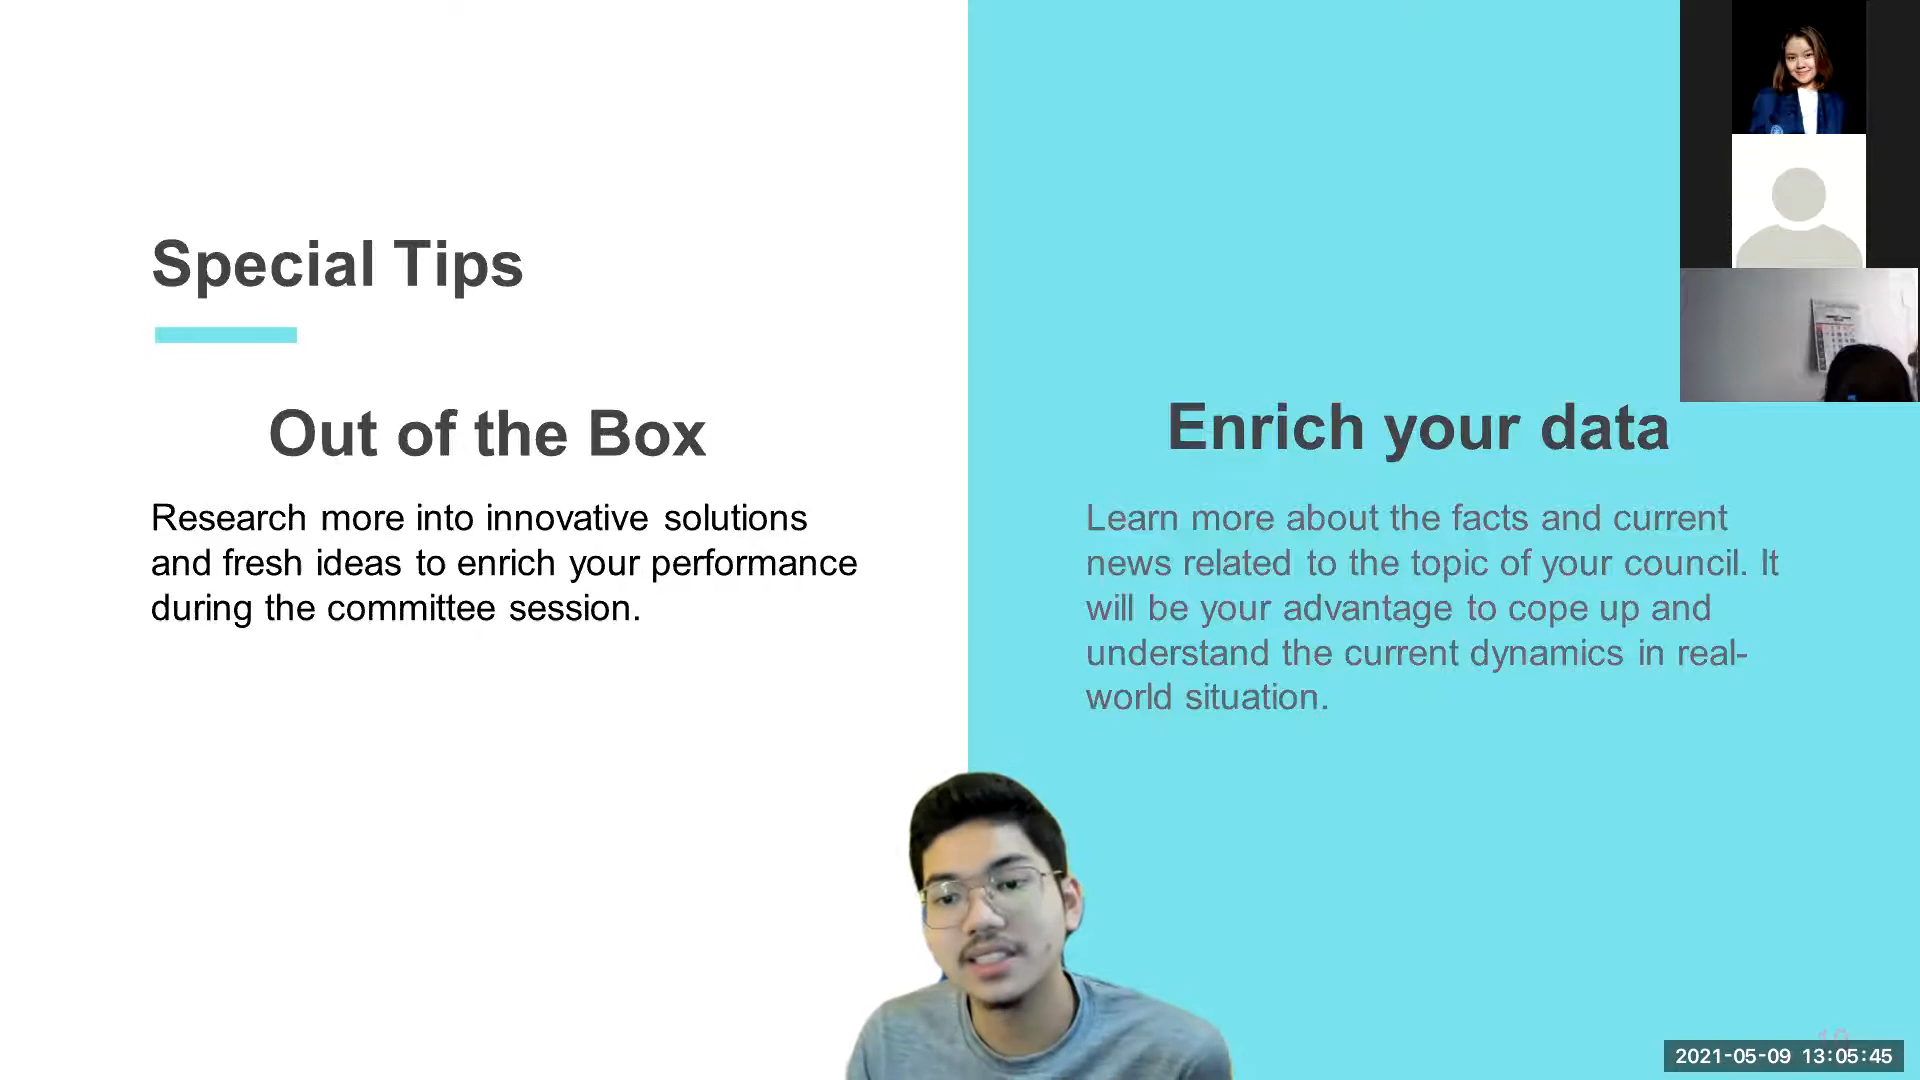 Special Tips
Out of the Box
Research more into innovative solutions
and fresh ideas to enrich your performance
during the committee session.
Enrich your data
Learn more about the facts and current
news related to the topic of your council. It
will be your advantage to cope up and
understand the current dynamics in real-
world situation.
2021-05-09 13:05:45